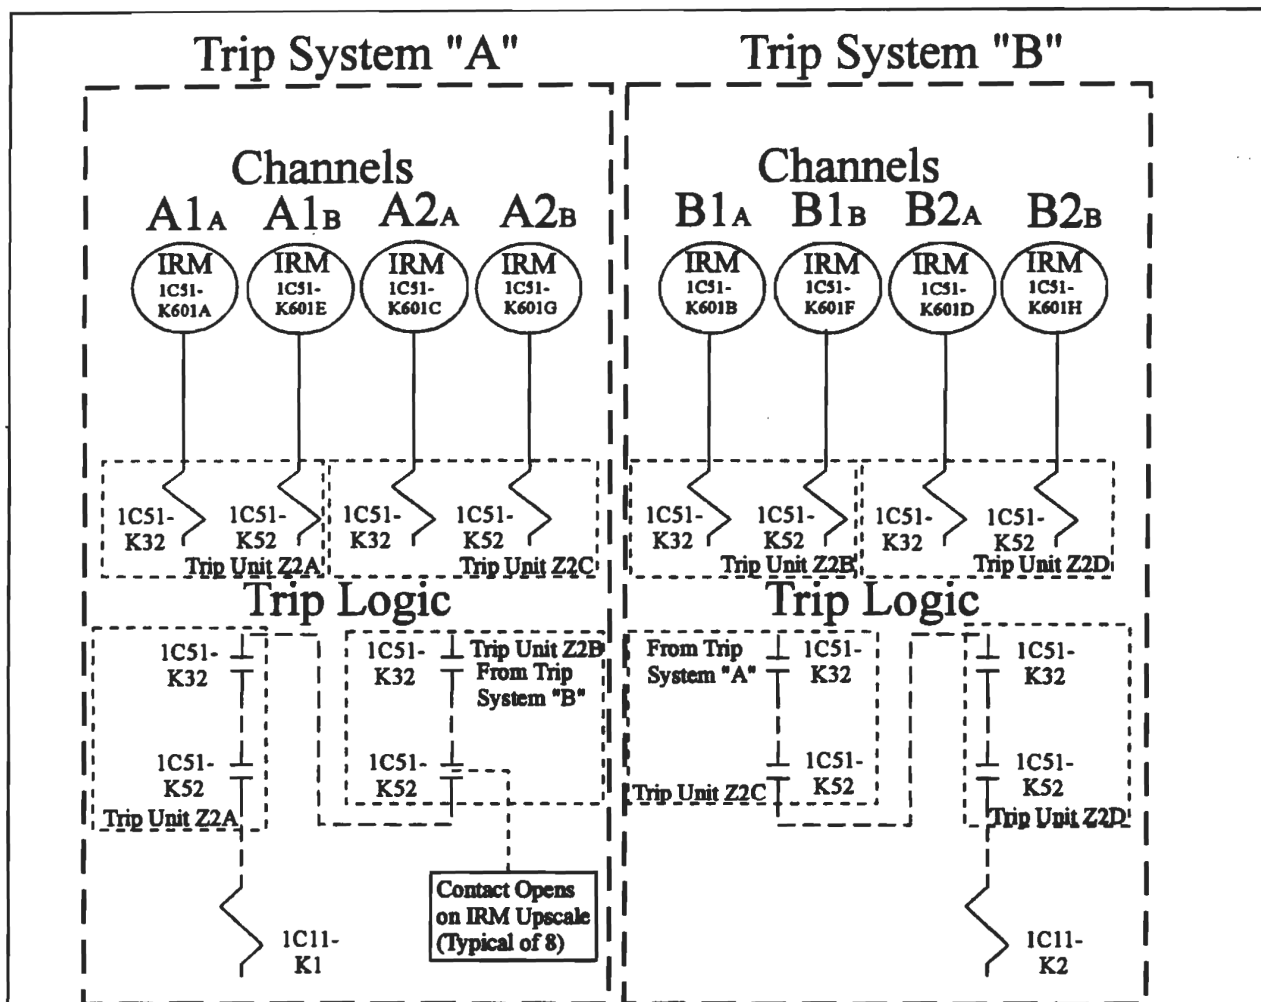 Trip System "A"
Trip System "B"
Channels
Channels
A1A
A1B
A2A
A2B
B1A
B1B
B2A
B2B
IRM
1C51-
K601A
IRM
1C51-
K601E
IRM
1C51-
K601C
IRM
1C51-
K601G
IRM
1C51-
K601B
IRM
1C51-
K601F
IRM
1C51-
K601D
IRM
1C51-
K601H
1C51-
K32
1C51-
K52
Trip Unit Z2A
1C51-
K32
1C51-
K52
Trip Unit Z2C
1C51-
K32
1C51-
K52
Trip Unit Z2B
1C51-
K32
1C51-
K52
Trip Unit Z2D
Trip Logic
Trip Logic
1C51-
K32
1C51-
K52
Trip Unit Z2A
1C51-
K32
Trip Unit Z2B
From Trip
System "B"
1C51-
K52
From Trip
System "A"
1C51-
K32
1C51-
K52
Trip Unit Z2C
1C51-
K32
1C51-
K52
Trip Unit Z2D
Contact Opens
on IRM Upscale
(Typical of 8)
1C11-
K1
1C11-
K2